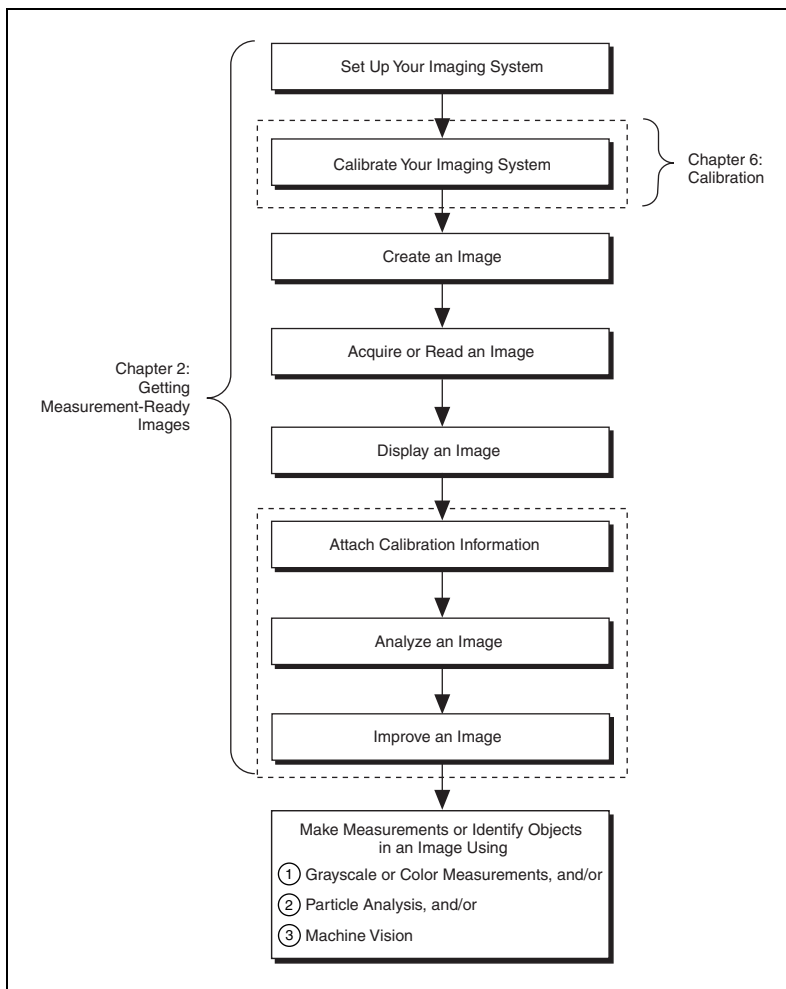 Set Up Your Imaging System
Calibrate Your Imaging System
Chapter 6:
Calibration
Create an Image
Acquire or Read an Image
Chapter 2:
Getting
Measurement-Ready
Images
Display an Image
Attach Calibration Information
Analyze an Image
Improve an Image
Make Measurements or Identify Objects
in an Image Using
1 Grayscale or Color Measurements, and/or
2 Particle Analysis, and/or
3 Machine Vision